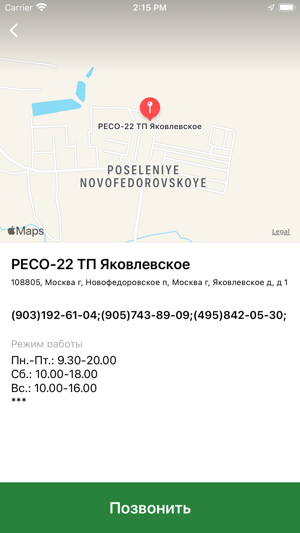 Carrier 2:15 PM
РЕСО-22 ТП Яковлевское
POSELENIYE
NOVOFEDOROVSKOYE
Maps Legal
РЕСО-22 ТП Яковлевское
108805, Москва г, Новофедоровское п, Москва г, Яковлевское д, д 1
(903)192-61-04;(905)743-89-09;(495)842-05-30;
Режим работы
Пн.-Пт.: 9.30-20.00
Сб.: 10.00-18.00
Вс.: 10.00-16.00
***
Позвонить